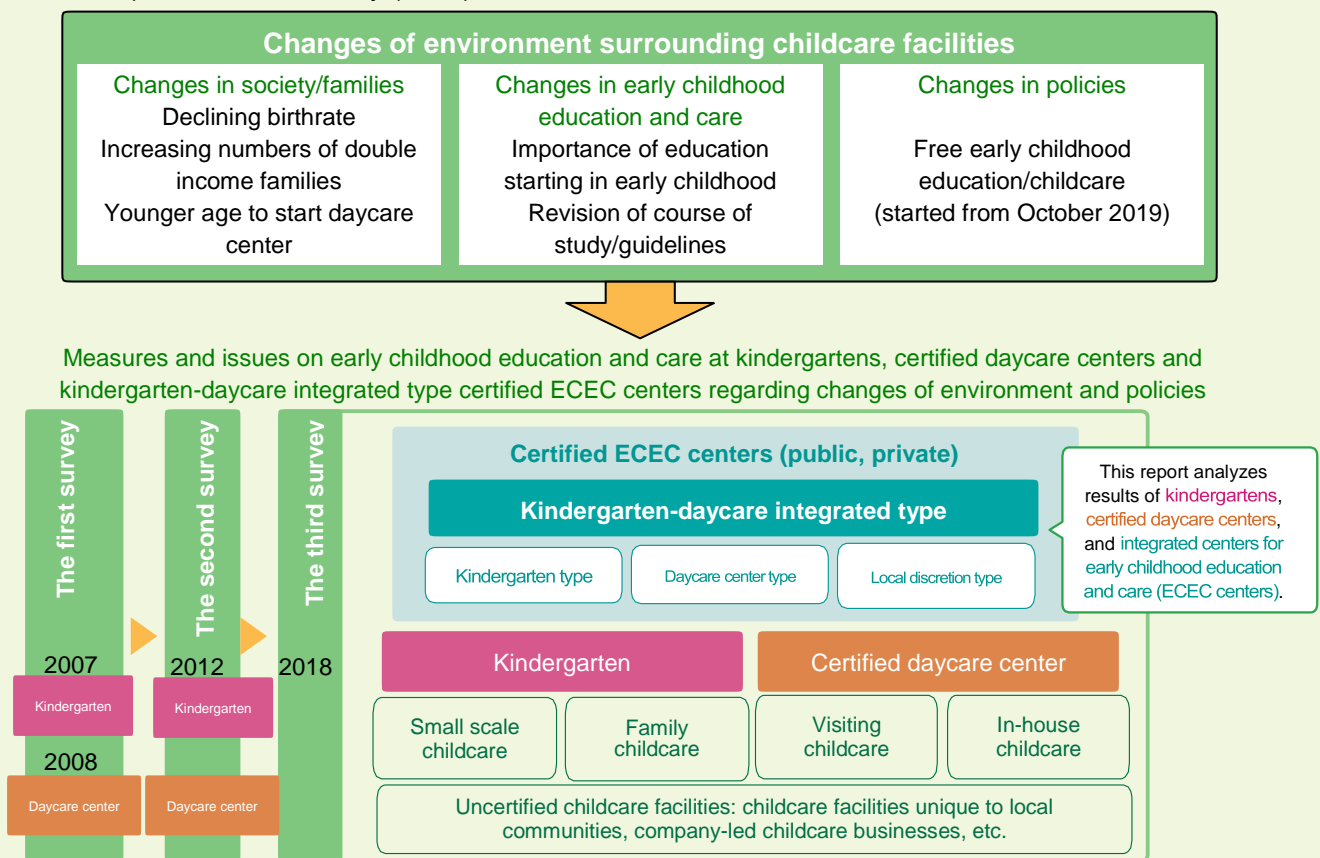 Changes of environment surrounding childcare facilities
Changes in society/families
Declining birthrate
Increasing numbers of double
income families
Younger age to start daycare
center
Changes in early childhood
education and care
Importance of education
starting in early childhood
Revision of course of
study/guidelines
Changes in policies
Free early childhood
education/childcare
(started from October 2019)
Measures and issues on early childhood education and care at kindergartens, certified daycare centers and
kindergarten-daycare integrated type certified ECEC centers regarding changes of environment and policies
The first survey
2007
Kindergarten
2008
Daycare center
The second survey
2012
Kindergarten
Daycare center
The third survey
2018
Certified ECEC centers (public, private)
Kindergarten-daycare integrated type
Kindergarten type
Daycare center type
Local discretion type
This report analyzes
results of kindergartens,
certified daycare centers,
and integrated centers for
early childhood education
and care (ECEC centers).
Kindergarten
Certified daycare center
Small scale
childcare
Family
childcare
Visiting
childcare
In-house
childcare
Uncertified childcare facilities: childcare facilities unique to local
communities, company-led childcare businesses, etc.